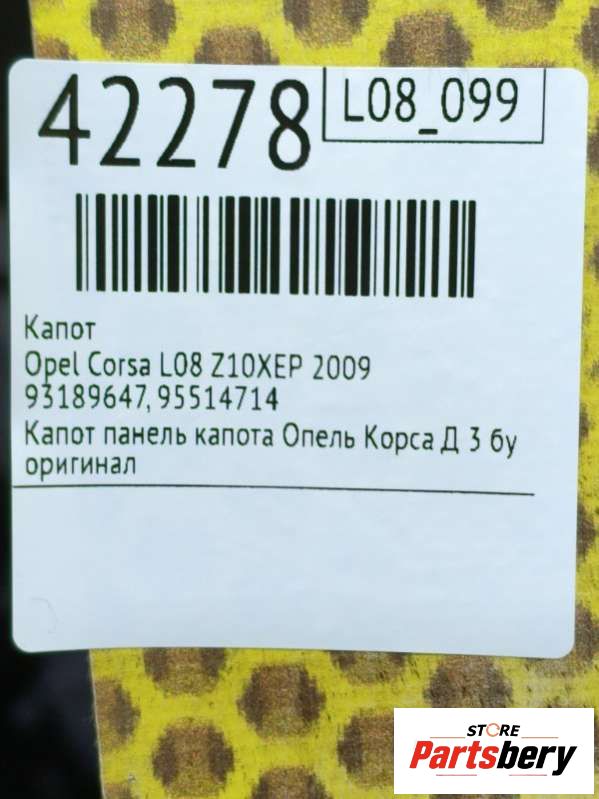 42278
L08_099
Капот
Opel Corsa L08 Z10XEP 2009
93189647, 95514714
Капот панель капота Опель Корса Д 3 бу
оригинал
STORE
Partsbery